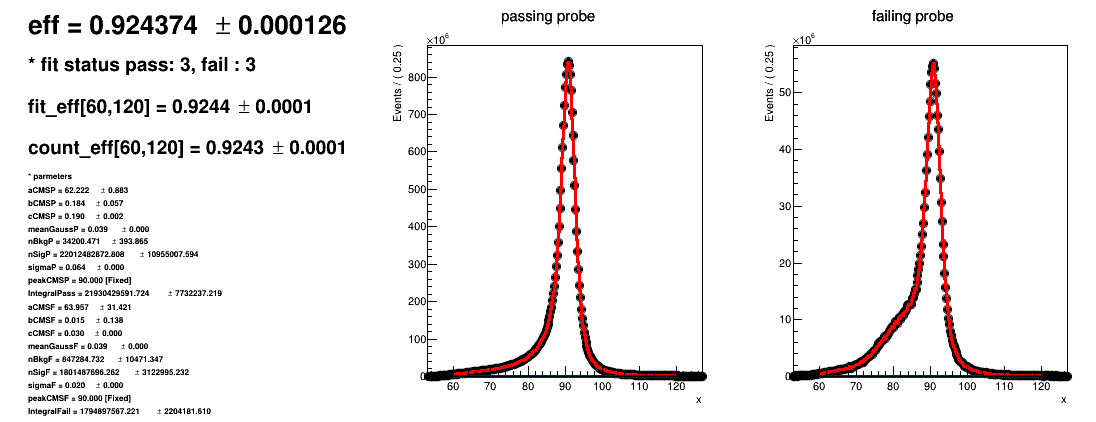 eff = 0.924374 ± 0.000126
* fit status pass: 3, fail : 3
fit_eff[60,120] = 0.9244 ± 0.0001
count_eff[60,120] = 0.9243 ± 0.0001
* parmeters
aCMSP = 62.222 ± 0.883
bCMSP = 0.184 ± 0.057
cCMSP = 0.190 ± 0.002
meanGaussP = 0.039 ± 0.000
nBkgP = 34200.471 ± 393.865
nSigP = 22012482872.808 ± 10955007.594
sigmaP = 0.064 ± 0.000
peakCMSP = 90.000 [Fixed]
IntegralPass = 21930429591.724 ± 7732237.219
aCMSF = 63.957 ± 31.421
bCMSF = 0.015 ± 0.138
cCMSF = 0.030 ± 0.000
meanGaussF = 0.039 ± 0.000
nBkgF = 847284.732 ± 10471.347
nSigF = 1801487696.262 ± 3122995.232
sigmaF = 0.020 ± 0.000
peakCMSF = 90.000 [Fixed]
IntegralFail = 1794897567.221 ± 2204181.610
passing probe
×10⁶
Events / ( 0.25 )
800
700
600
500
400
300
200
100
0
60 70 80 90 100 110 120
x
failing probe
×10⁶
Events / ( 0.25 )
50
40
30
20
10
0
60 70 80 90 100 110 120
x